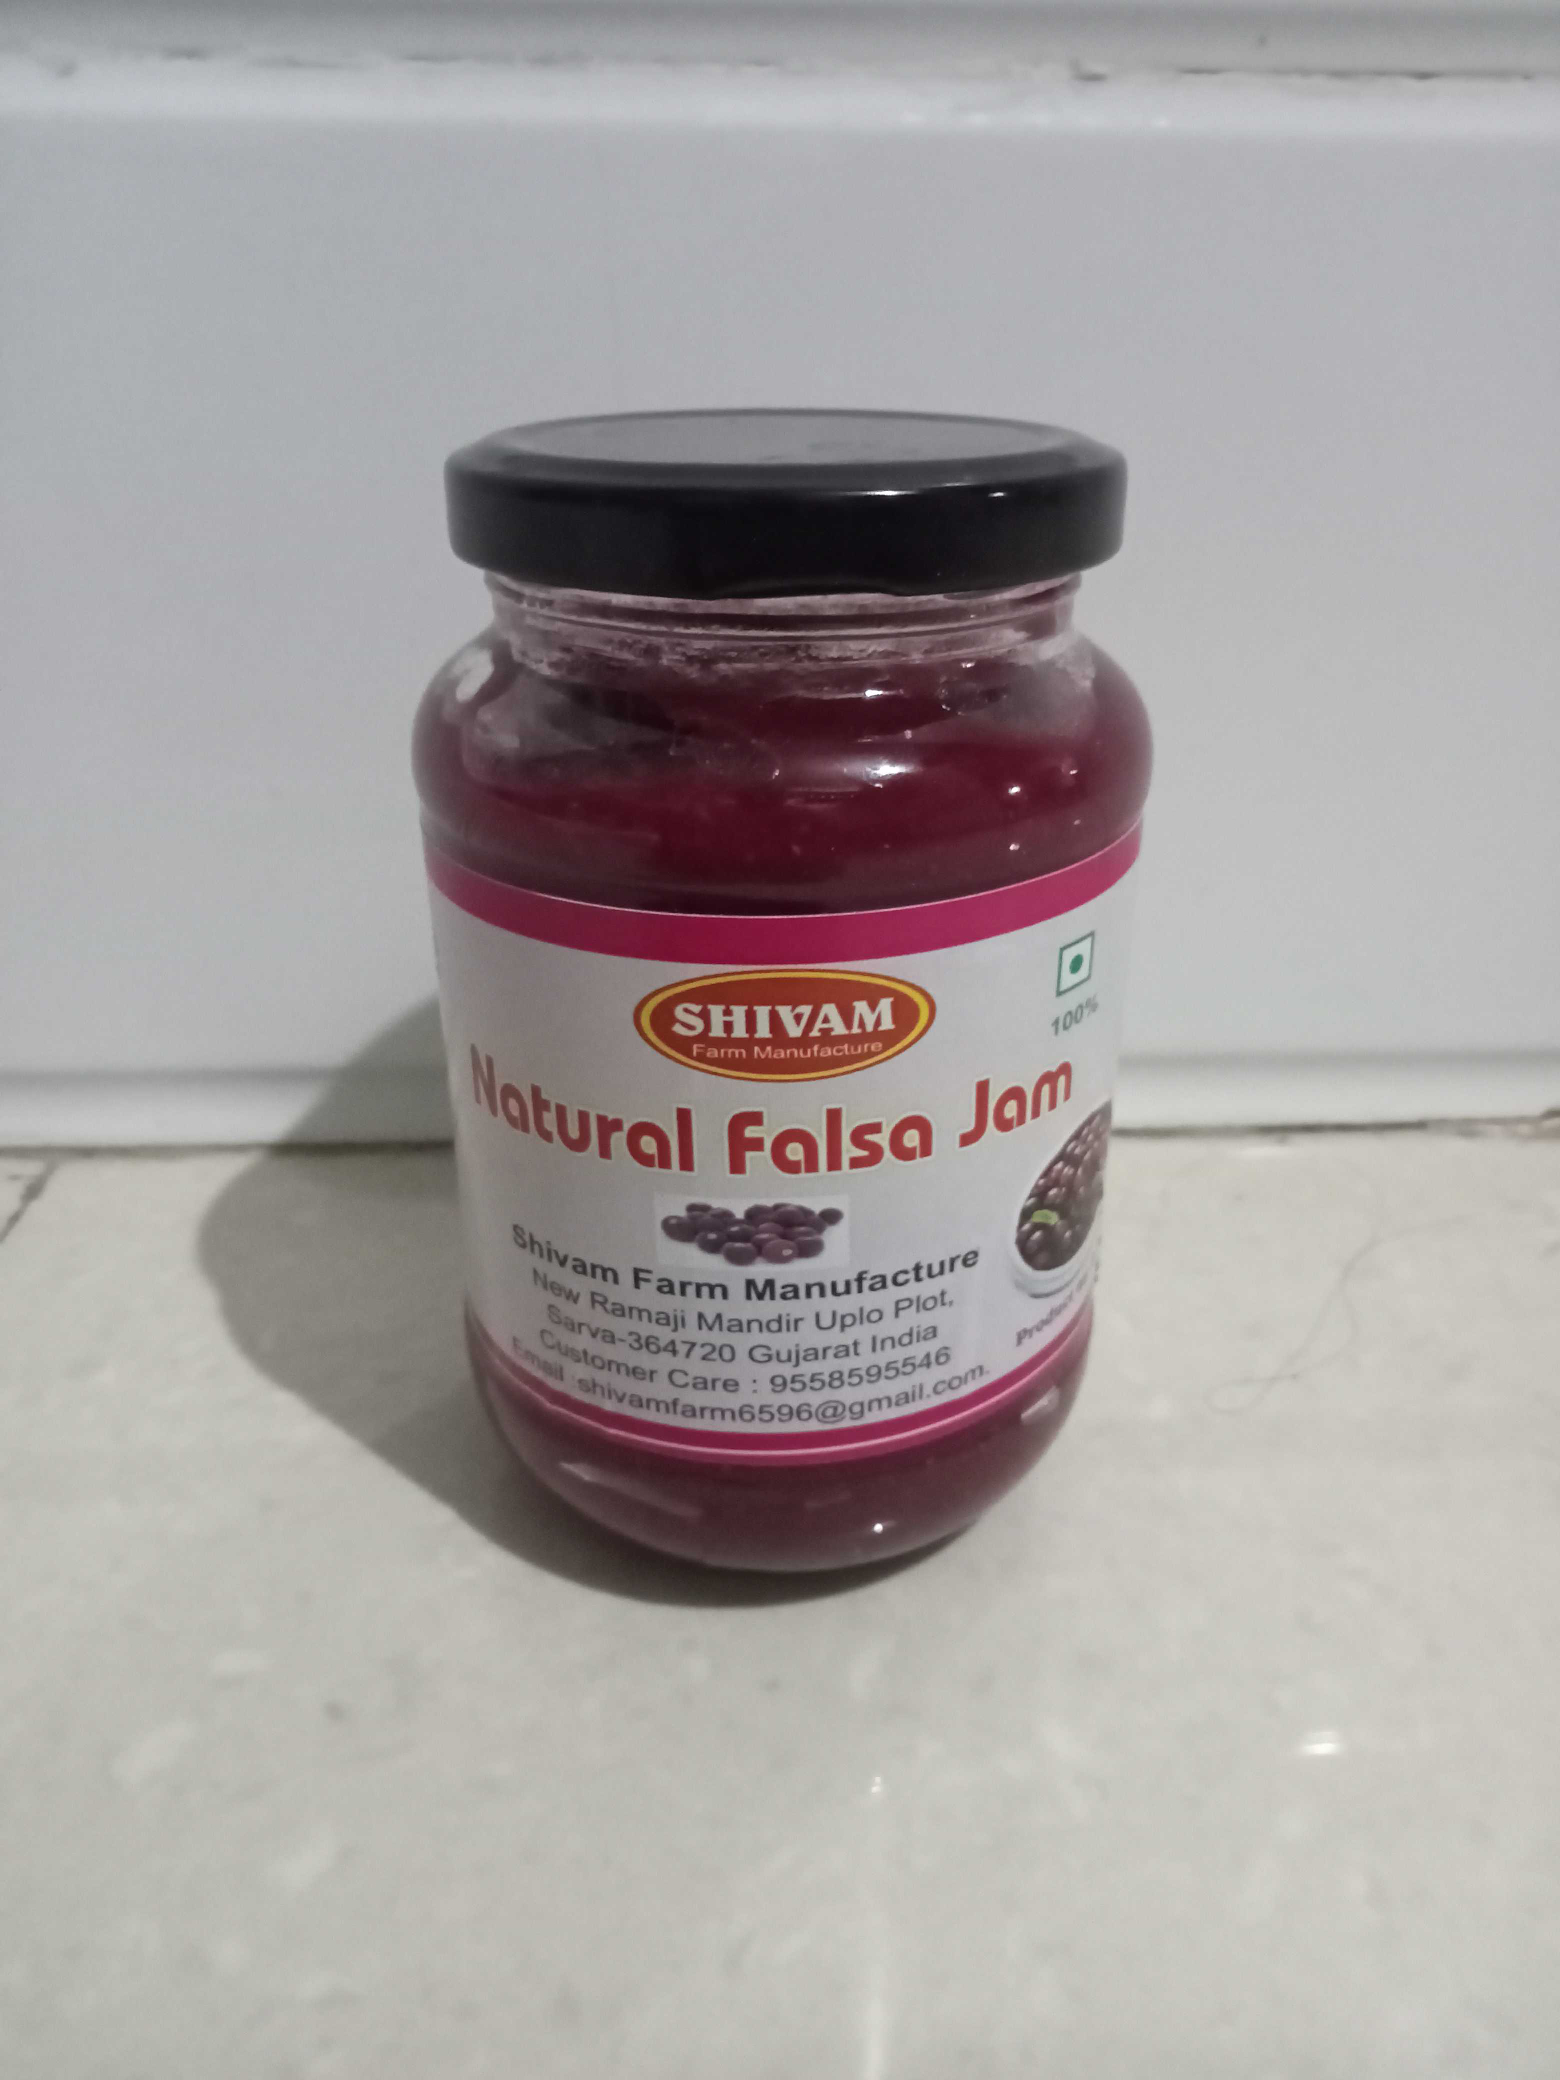 SHIVAM
Farm Manufacture
100%
Natural Falsa Jam
Shivam Farm Manufacture
New Ramaji Mandir Uplo Plot,
Sarva-364720 Gujarat India
Customer Care : 9558595546
Email :shivamfarm6596@gmail.com.
Product